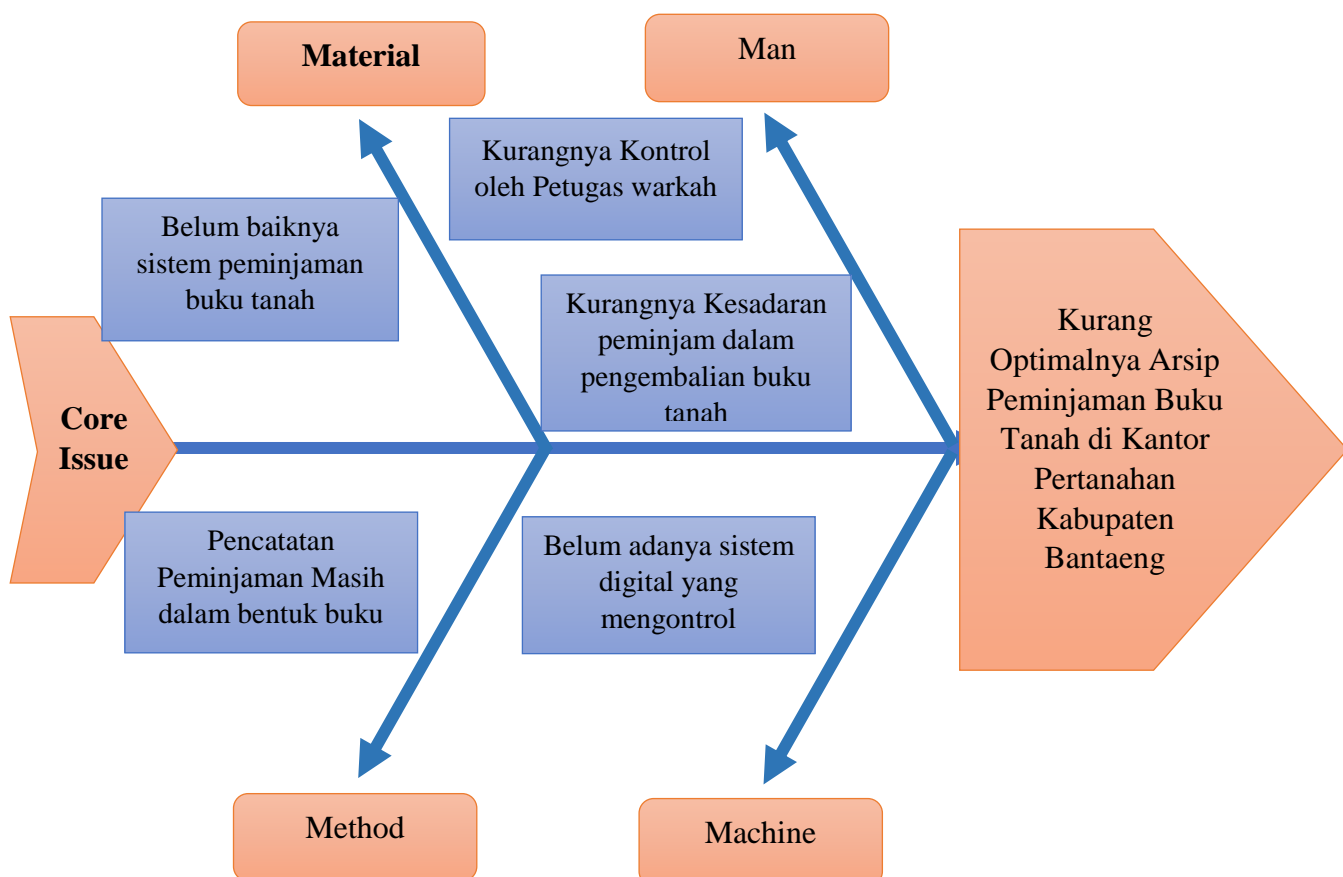 Material
Man
Kurangnya Kontrol
oleh Petugas warkah
Belum baiknya
sistem peminjaman
buku tanah
Kurangnya Kesadaran
peminjam dalam
pengembalian buku
tanah
Core
Issue
Kurang
Optimalnya Arsip
Peminjaman Buku
Tanah di Kantor
Pertanahan
Kabupaten
Bantaeng
Pencatatan
Peminjaman Masih
dalam bentuk buku
Belum adanya sistem
digital yang
mengontrol
Method
Machine